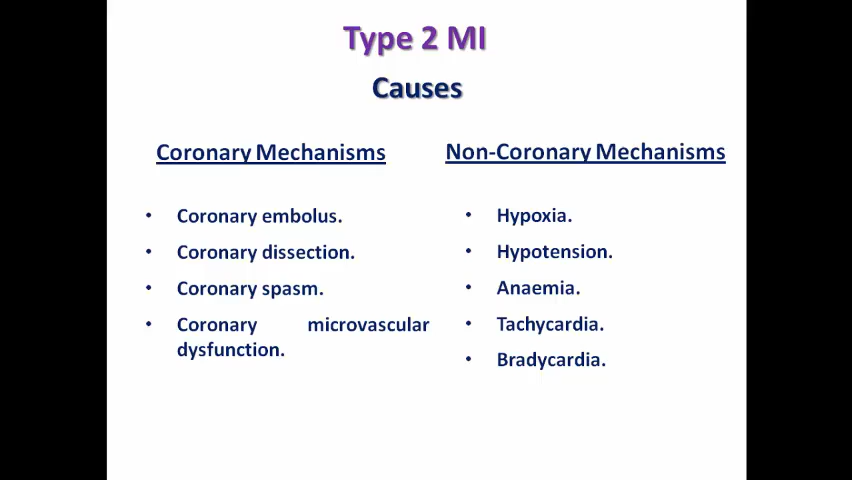 Type 2 MI
Causes
Coronary Mechanisms
• Coronary embolus.
• Coronary dissection.
• Coronary spasm.
• Coronary microvascular
dysfunction.
Non-Coronary Mechanisms
• Hypoxia.
• Hypotension.
• Anaemia.
• Tachycardia.
• Bradycardia.